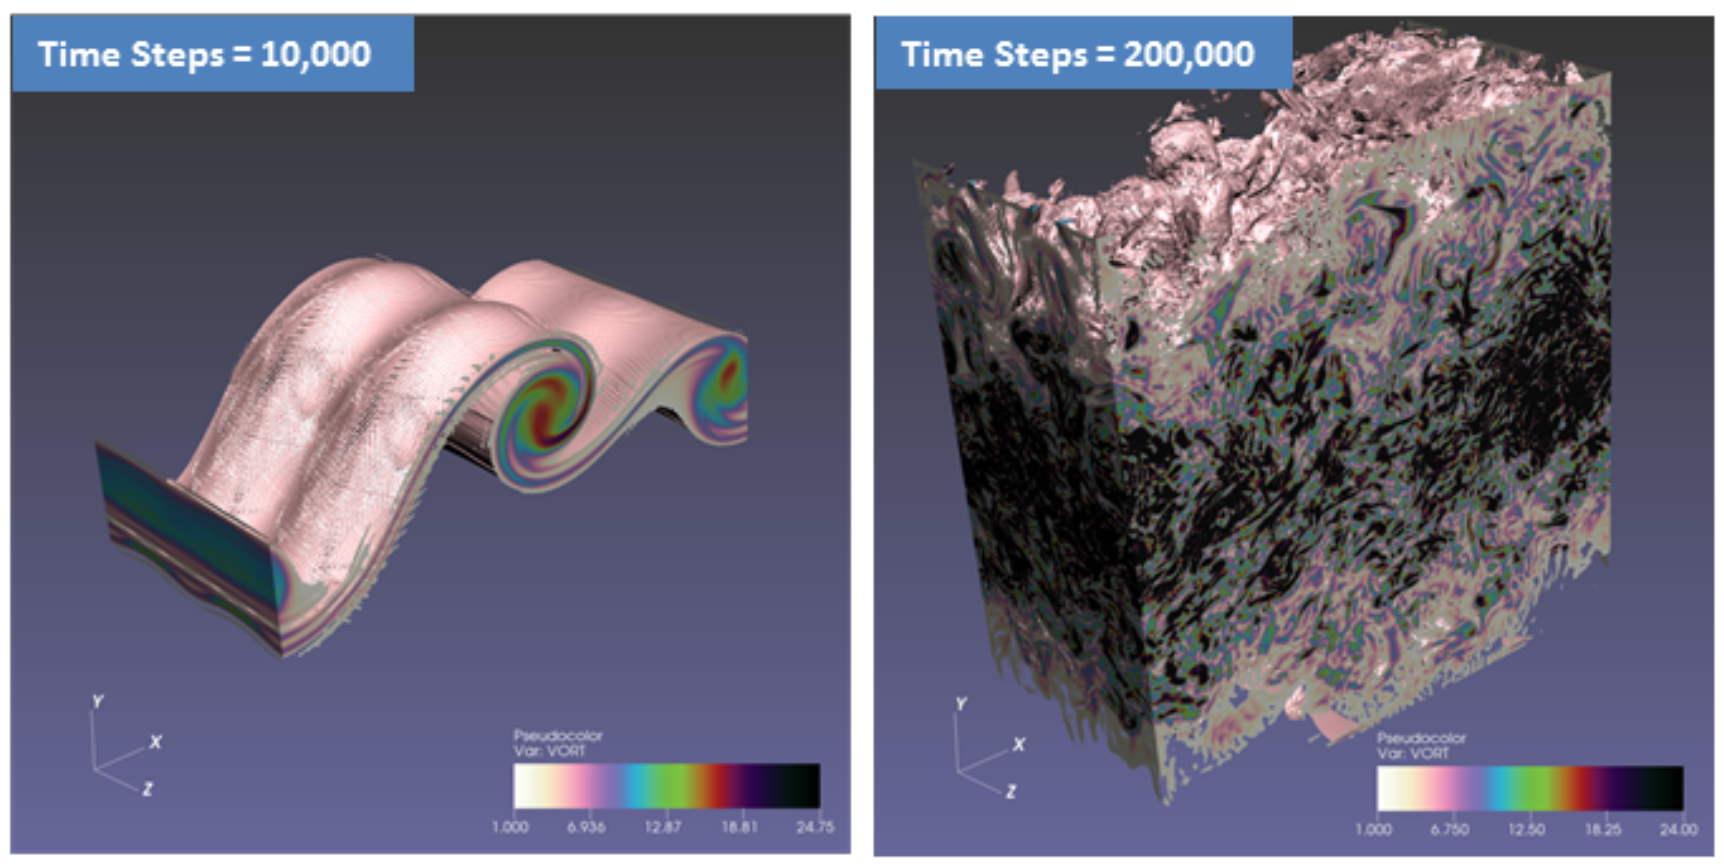 Time Steps = 10,000
Y
X
Z
Pseudocolor
Var: VORT
1.000 6.936 12.87 18.81 24.75
Time Steps = 200,000
Y
X
Z
Pseudocolor
Var: VORT
1.000 6.750 12.50 18.25 24.00